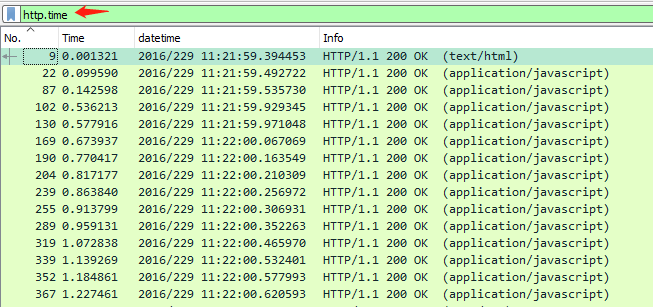 http.time
No. Time datetime Info
9 0.001321 2016/229 11:21:59.394453 HTTP/1.1 200 OK (text/html)
22 0.099590 2016/229 11:21:59.492722 HTTP/1.1 200 OK (application/javascript)
87 0.142598 2016/229 11:21:59.535730 HTTP/1.1 200 OK (application/javascript)
102 0.536213 2016/229 11:21:59.929345 HTTP/1.1 200 OK (application/javascript)
130 0.577916 2016/229 11:21:59.971048 HTTP/1.1 200 OK (application/javascript)
169 0.673937 2016/229 11:22:00.067069 HTTP/1.1 200 OK (application/javascript)
190 0.770417 2016/229 11:22:00.163549 HTTP/1.1 200 OK (application/javascript)
204 0.817177 2016/229 11:22:00.210309 HTTP/1.1 200 OK (application/javascript)
239 0.863840 2016/229 11:22:00.256972 HTTP/1.1 200 OK (application/javascript)
255 0.913799 2016/229 11:22:00.306931 HTTP/1.1 200 OK (application/javascript)
289 0.959131 2016/229 11:22:00.352263 HTTP/1.1 200 OK (application/javascript)
319 1.072838 2016/229 11:22:00.465970 HTTP/1.1 200 OK (application/javascript)
339 1.139269 2016/229 11:22:00.532401 HTTP/1.1 200 OK (application/javascript)
352 1.184861 2016/229 11:22:00.577993 HTTP/1.1 200 OK (application/javascript)
367 1.227461 2016/229 11:22:00.620593 HTTP/1.1 200 OK (application/javascript)